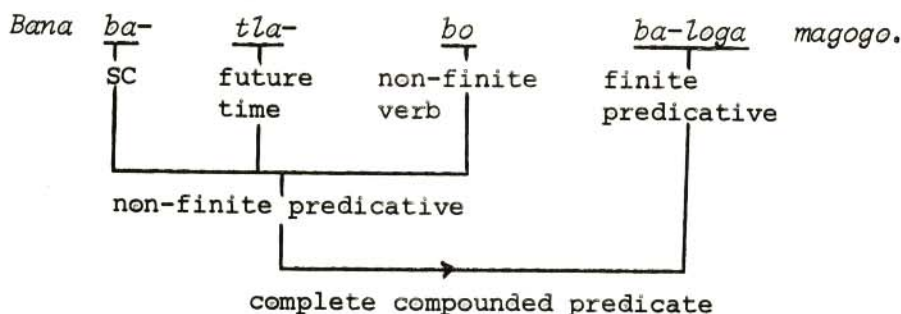 Bana ba- tla- bo ba-loga magogo.
SC future non-finite finite
time verb predicative
non-finite predicative
complete compounded predicate